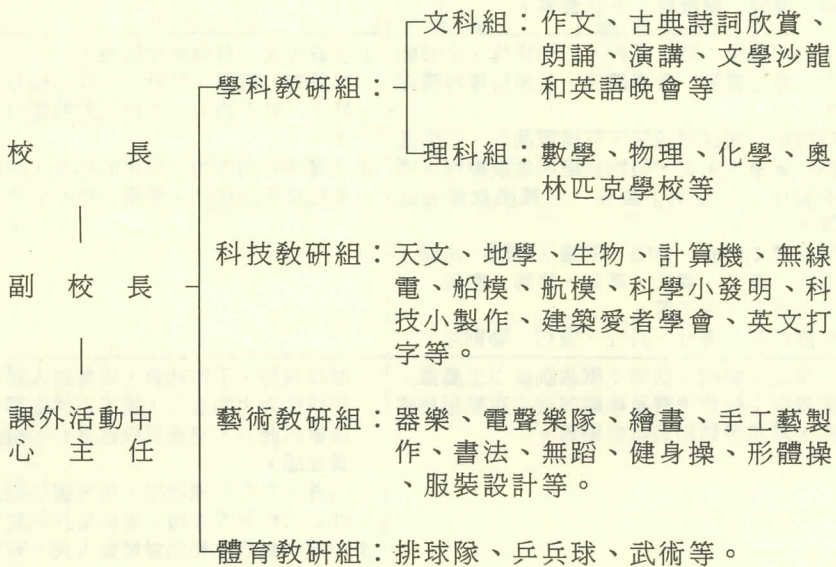 文科組：作文、古典詩詞欣賞、
朗誦、演講、文學沙龍
和英語晚會等
學科教研組：
理科組：數學、物理、化學、奧
林匹克學校等
校長
科技教研組：天文、地學、生物、計算機、無線
電、船模、航模、科學小發明、科
技小製作、建築愛者學會、英文打
字等。
副校長
藝術教研組：器樂、電聲樂隊、繪畫、手工藝製
作、書法、無蹈、健身操、形體操
、服裝設計等。
課外活動中
心主任
體育教研組：排球隊、乒兵球、武術等。